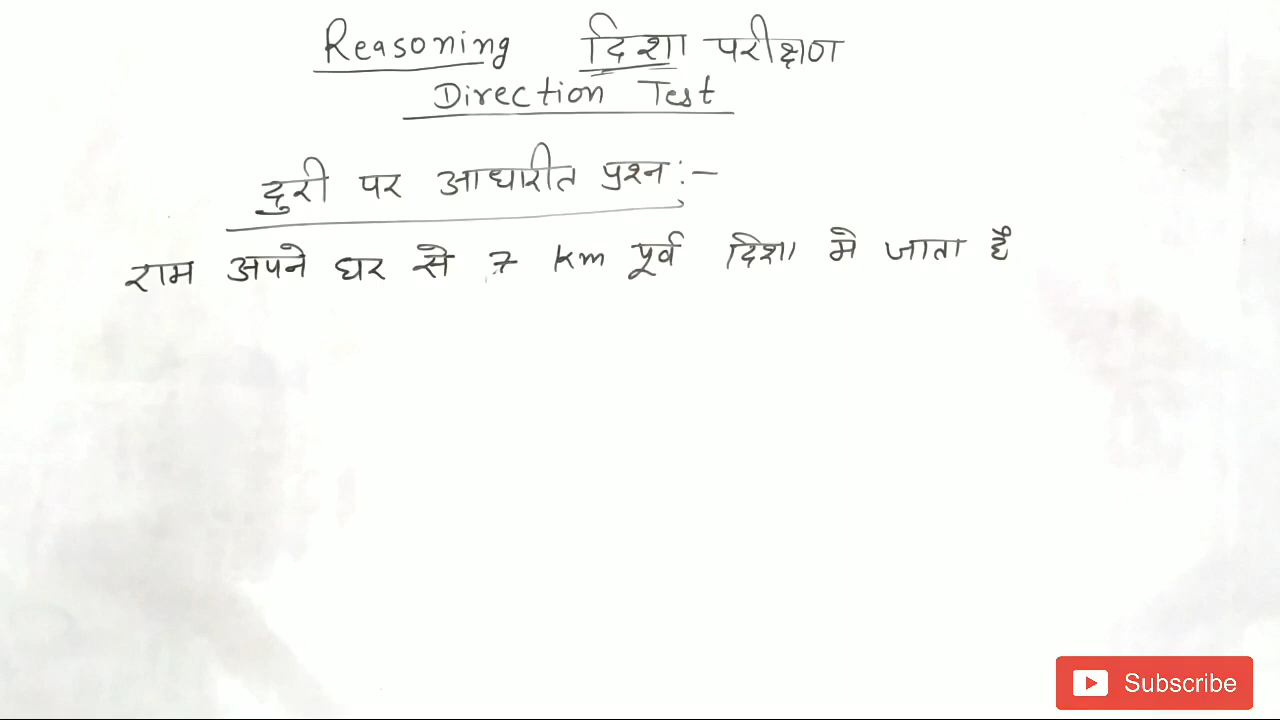 Reasoning दिशा परीक्षण
Direction Test
दुरी पर आधारीत प्रश्न:-
राम अपने घर से 7 km पूर्व दिशा मे जाता है
Subscribe